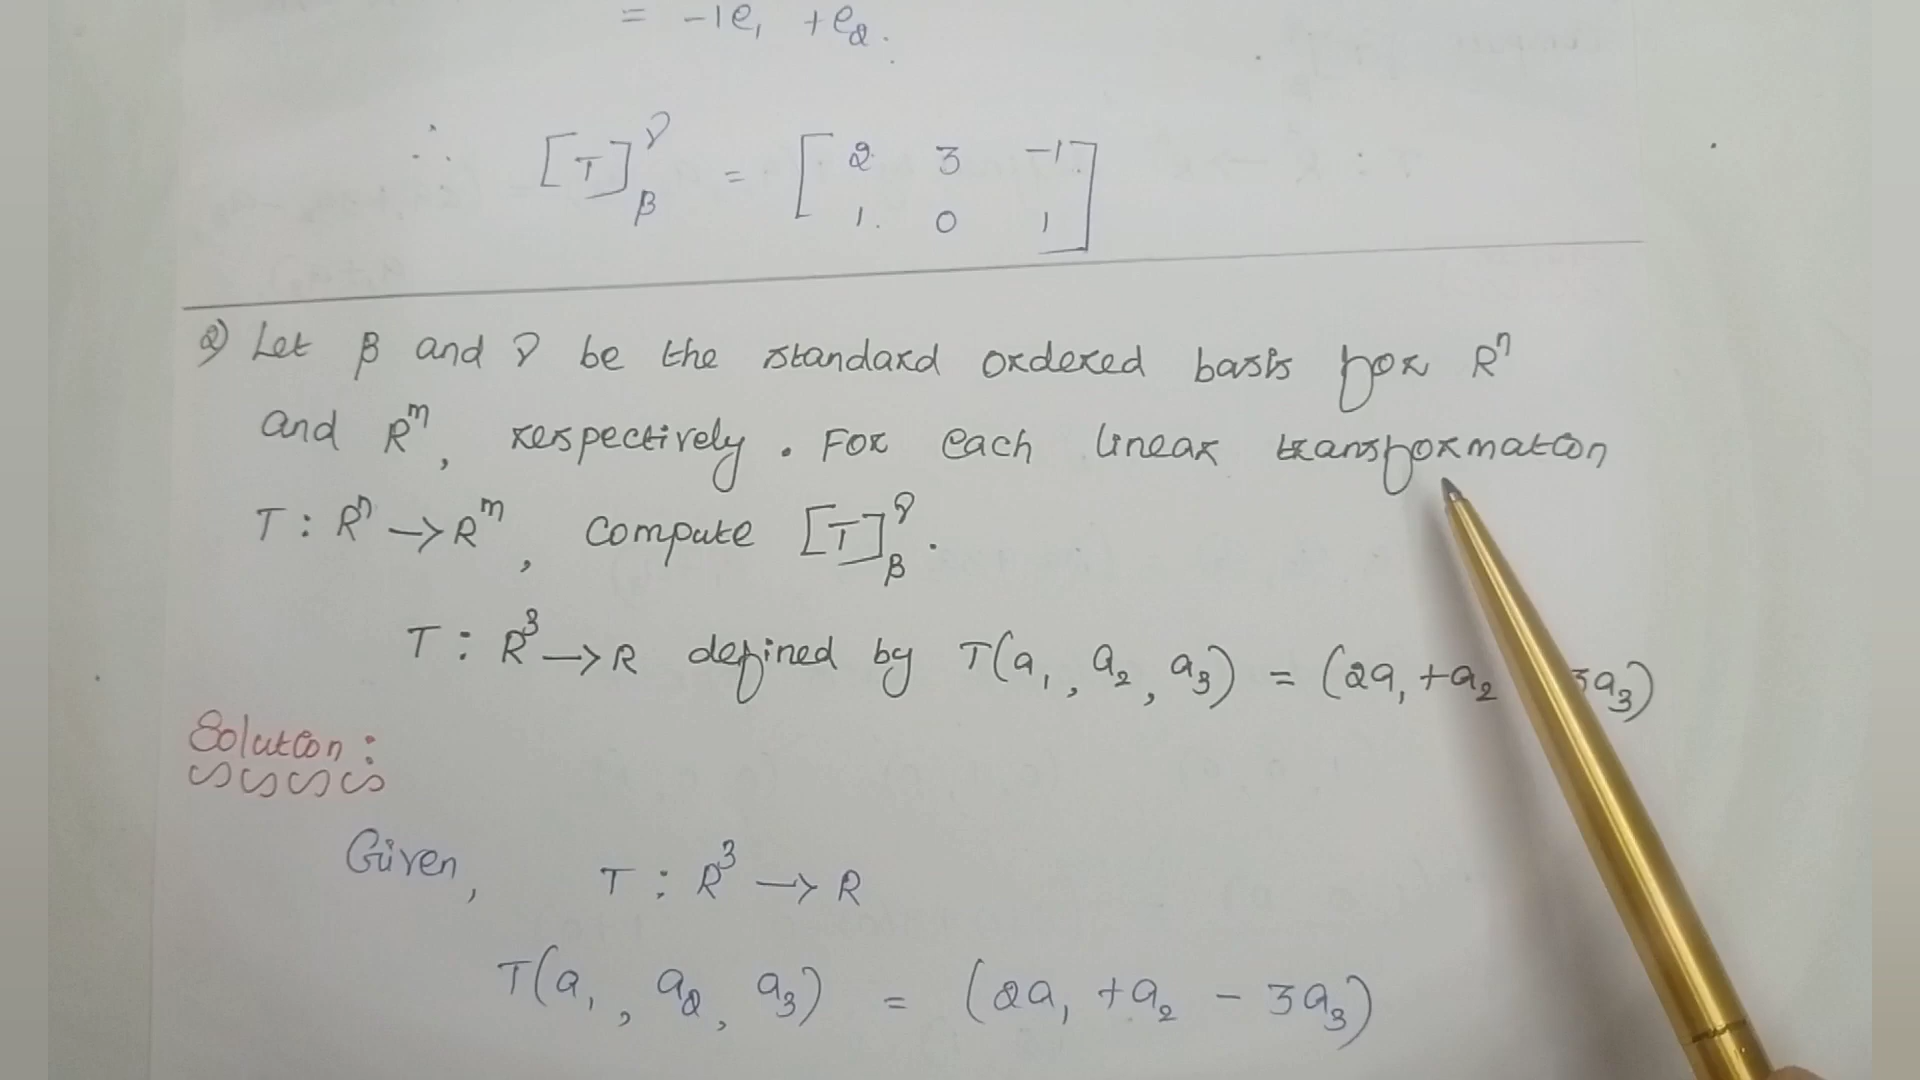 = -1e₁ + e₂.
∴ [T]ᵞᵦ = [ 2 3 -1
1. 0 1 ]
2) Let β and γ be the standard ordered basis for Rⁿ
and Rᵐ, respectively. For each linear transformation
T : Rⁿ → Rᵐ, compute [T]ᵞᵦ.
T : R³ → R defined by T(a₁, a₂, a₃) = (2a₁ + a₂ 3a₃)
Solution :
Given, T : R³ → R
T(a₁, a₂, a₃) = (2a₁ + a₂ - 3a₃)